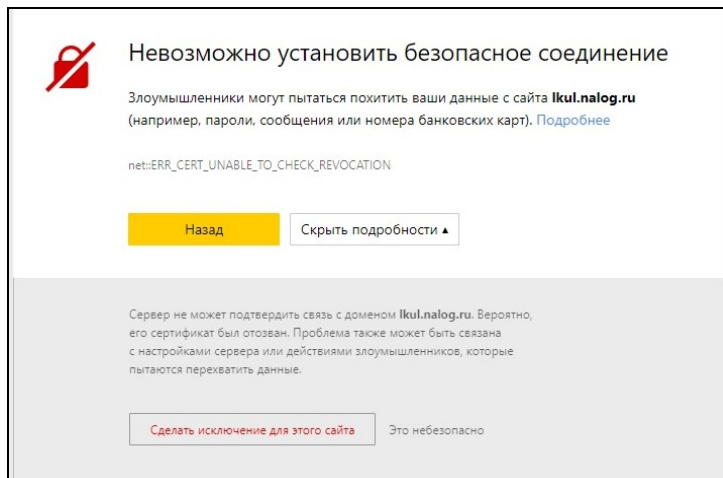 Невозможно установить безопасное соединение
Злоумышленники могут пытаться похитить ваши данные с сайта lkul.nalog.ru
(например, пароли, сообщения или номера банковских карт). Подробнее
net::ERR_CERT_UNABLE_TO_CHECK_REVOCATION
Назад
Скрыть подробности ▴
Сервер не может подтвердить связь с доменом lkul.nalog.ru. Вероятно,
его сертификат был отозван. Проблема также может быть связана
с настройками сервера или действиями злоумышленников, которые
пытаются перехватить данные.
Сделать исключение для этого сайта
Это небезопасно